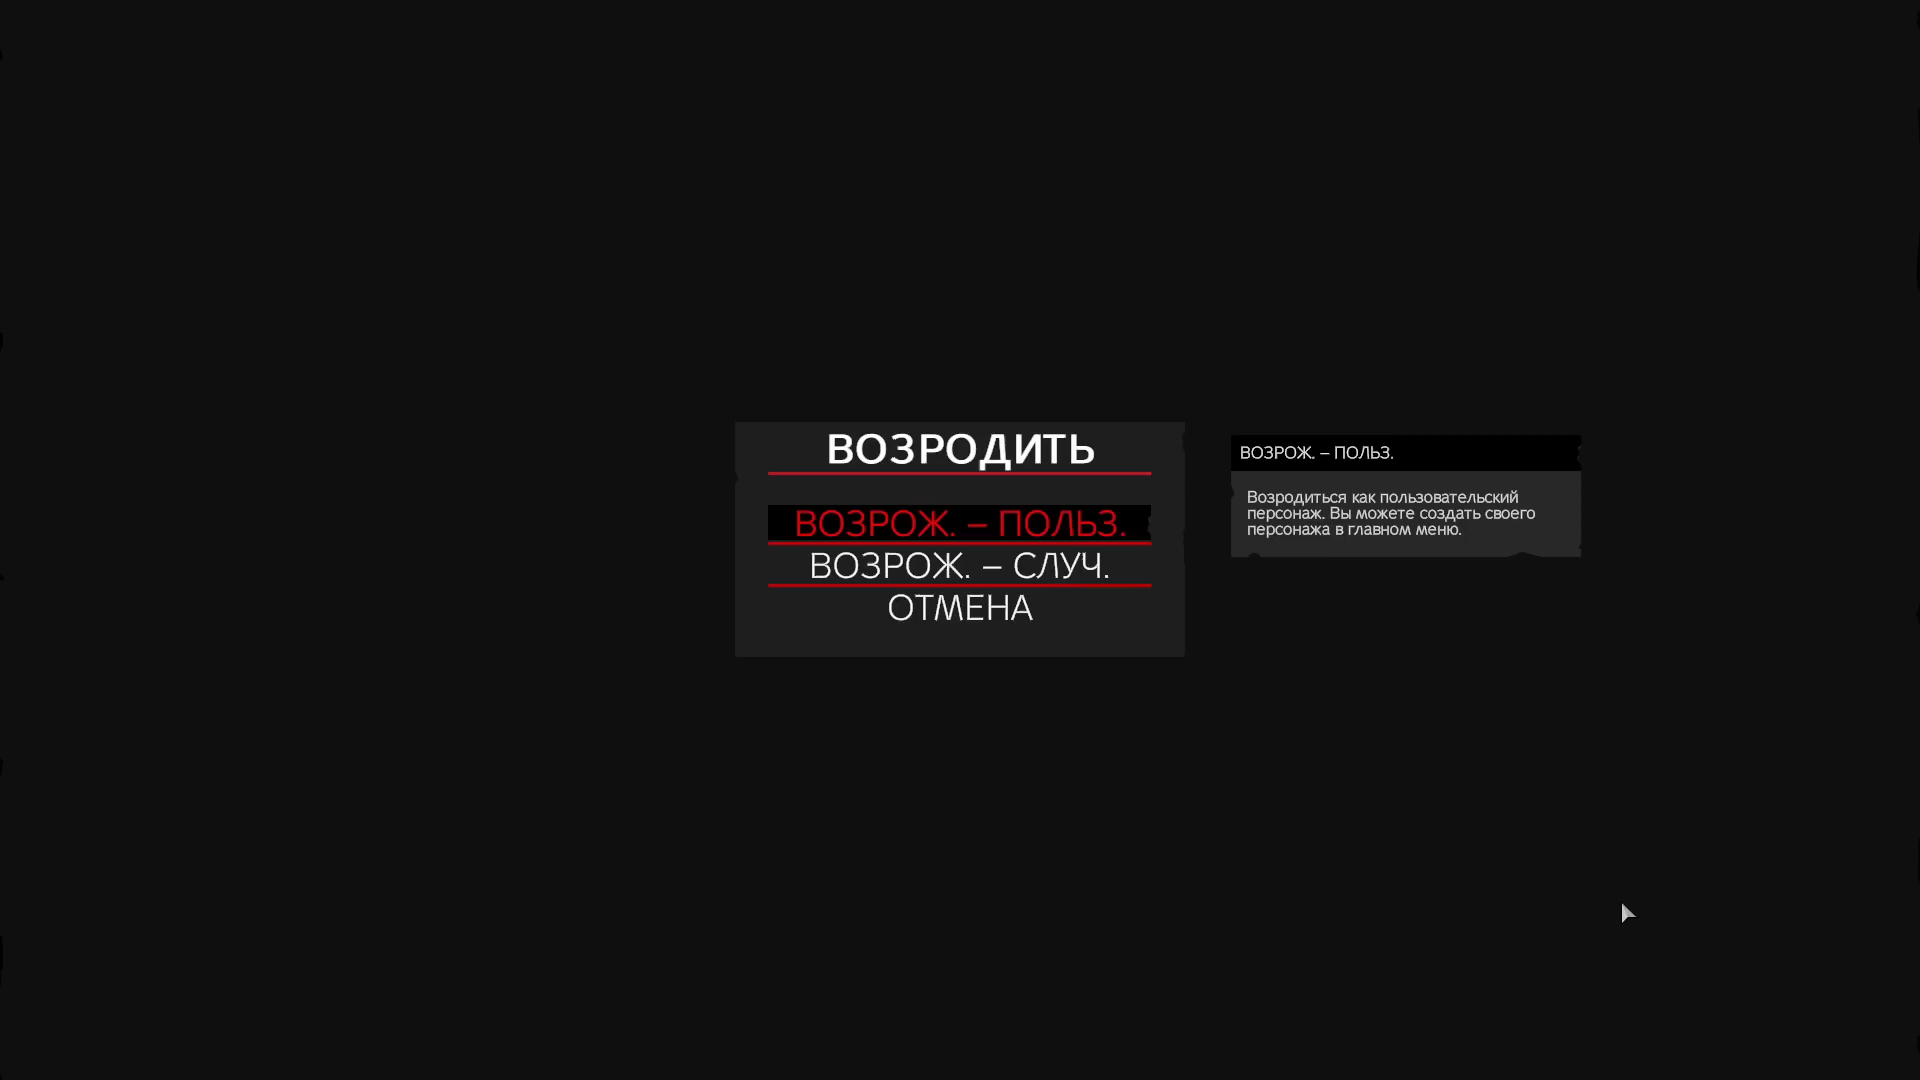 ВОЗРОДИТЬ
ВОЗРОЖ. – ПОЛЬЗ.
ВОЗРОЖ. – СЛУЧ.
ОТМЕНА
ВОЗРОЖ. – ПОЛЬЗ.
Возродиться как пользовательский
персонаж. Вы можете создать своего
персонажа в главном меню.